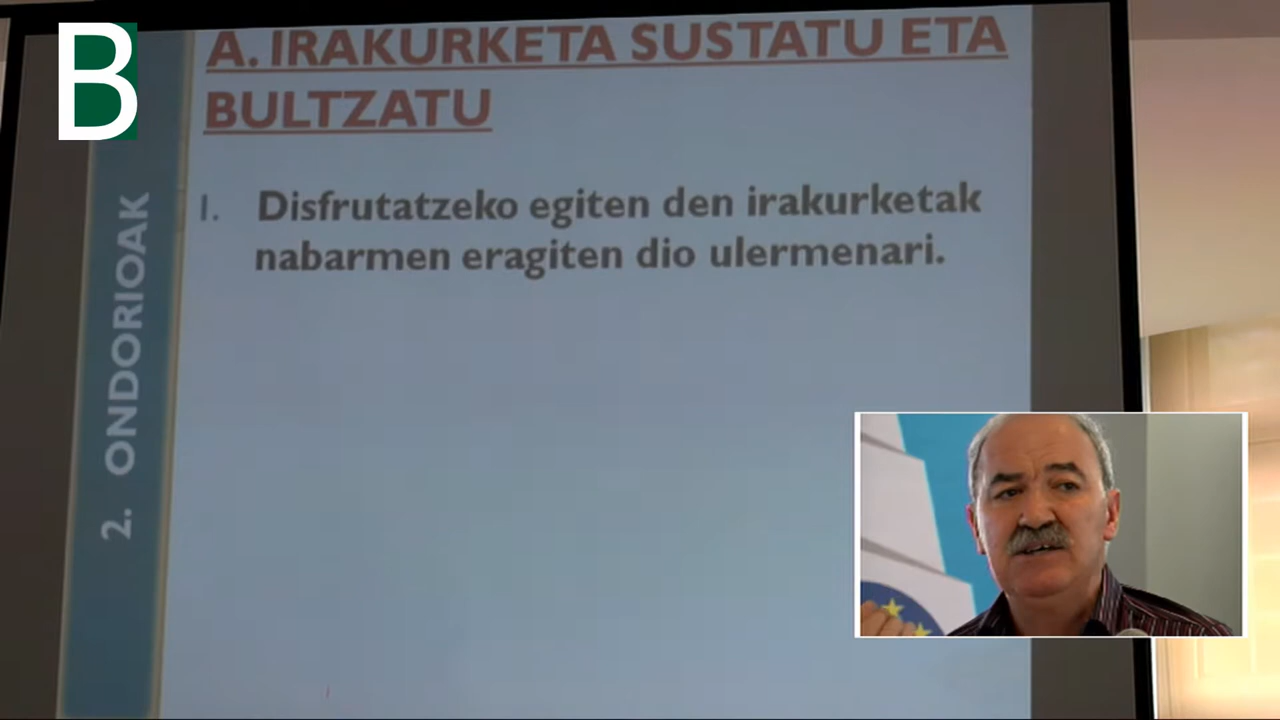 B
A. IRAKURKETA SUSTATU ETA
BULTZATU
2. ONDORIOAK
1. Disfrutatzeko egiten den irakurketak
nabarmen eragiten dio ulermenari.